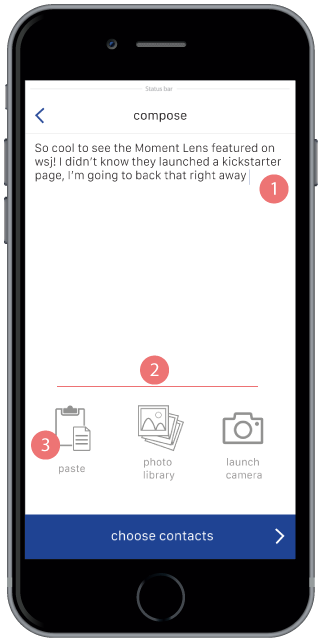 Status bar
compose
So cool to see the Moment Lens featured on
wsj! I didn't know they launched a kickstarter
page, I'm going to back that right away
1
2
3
paste
photo
library
launch
camera
choose contacts